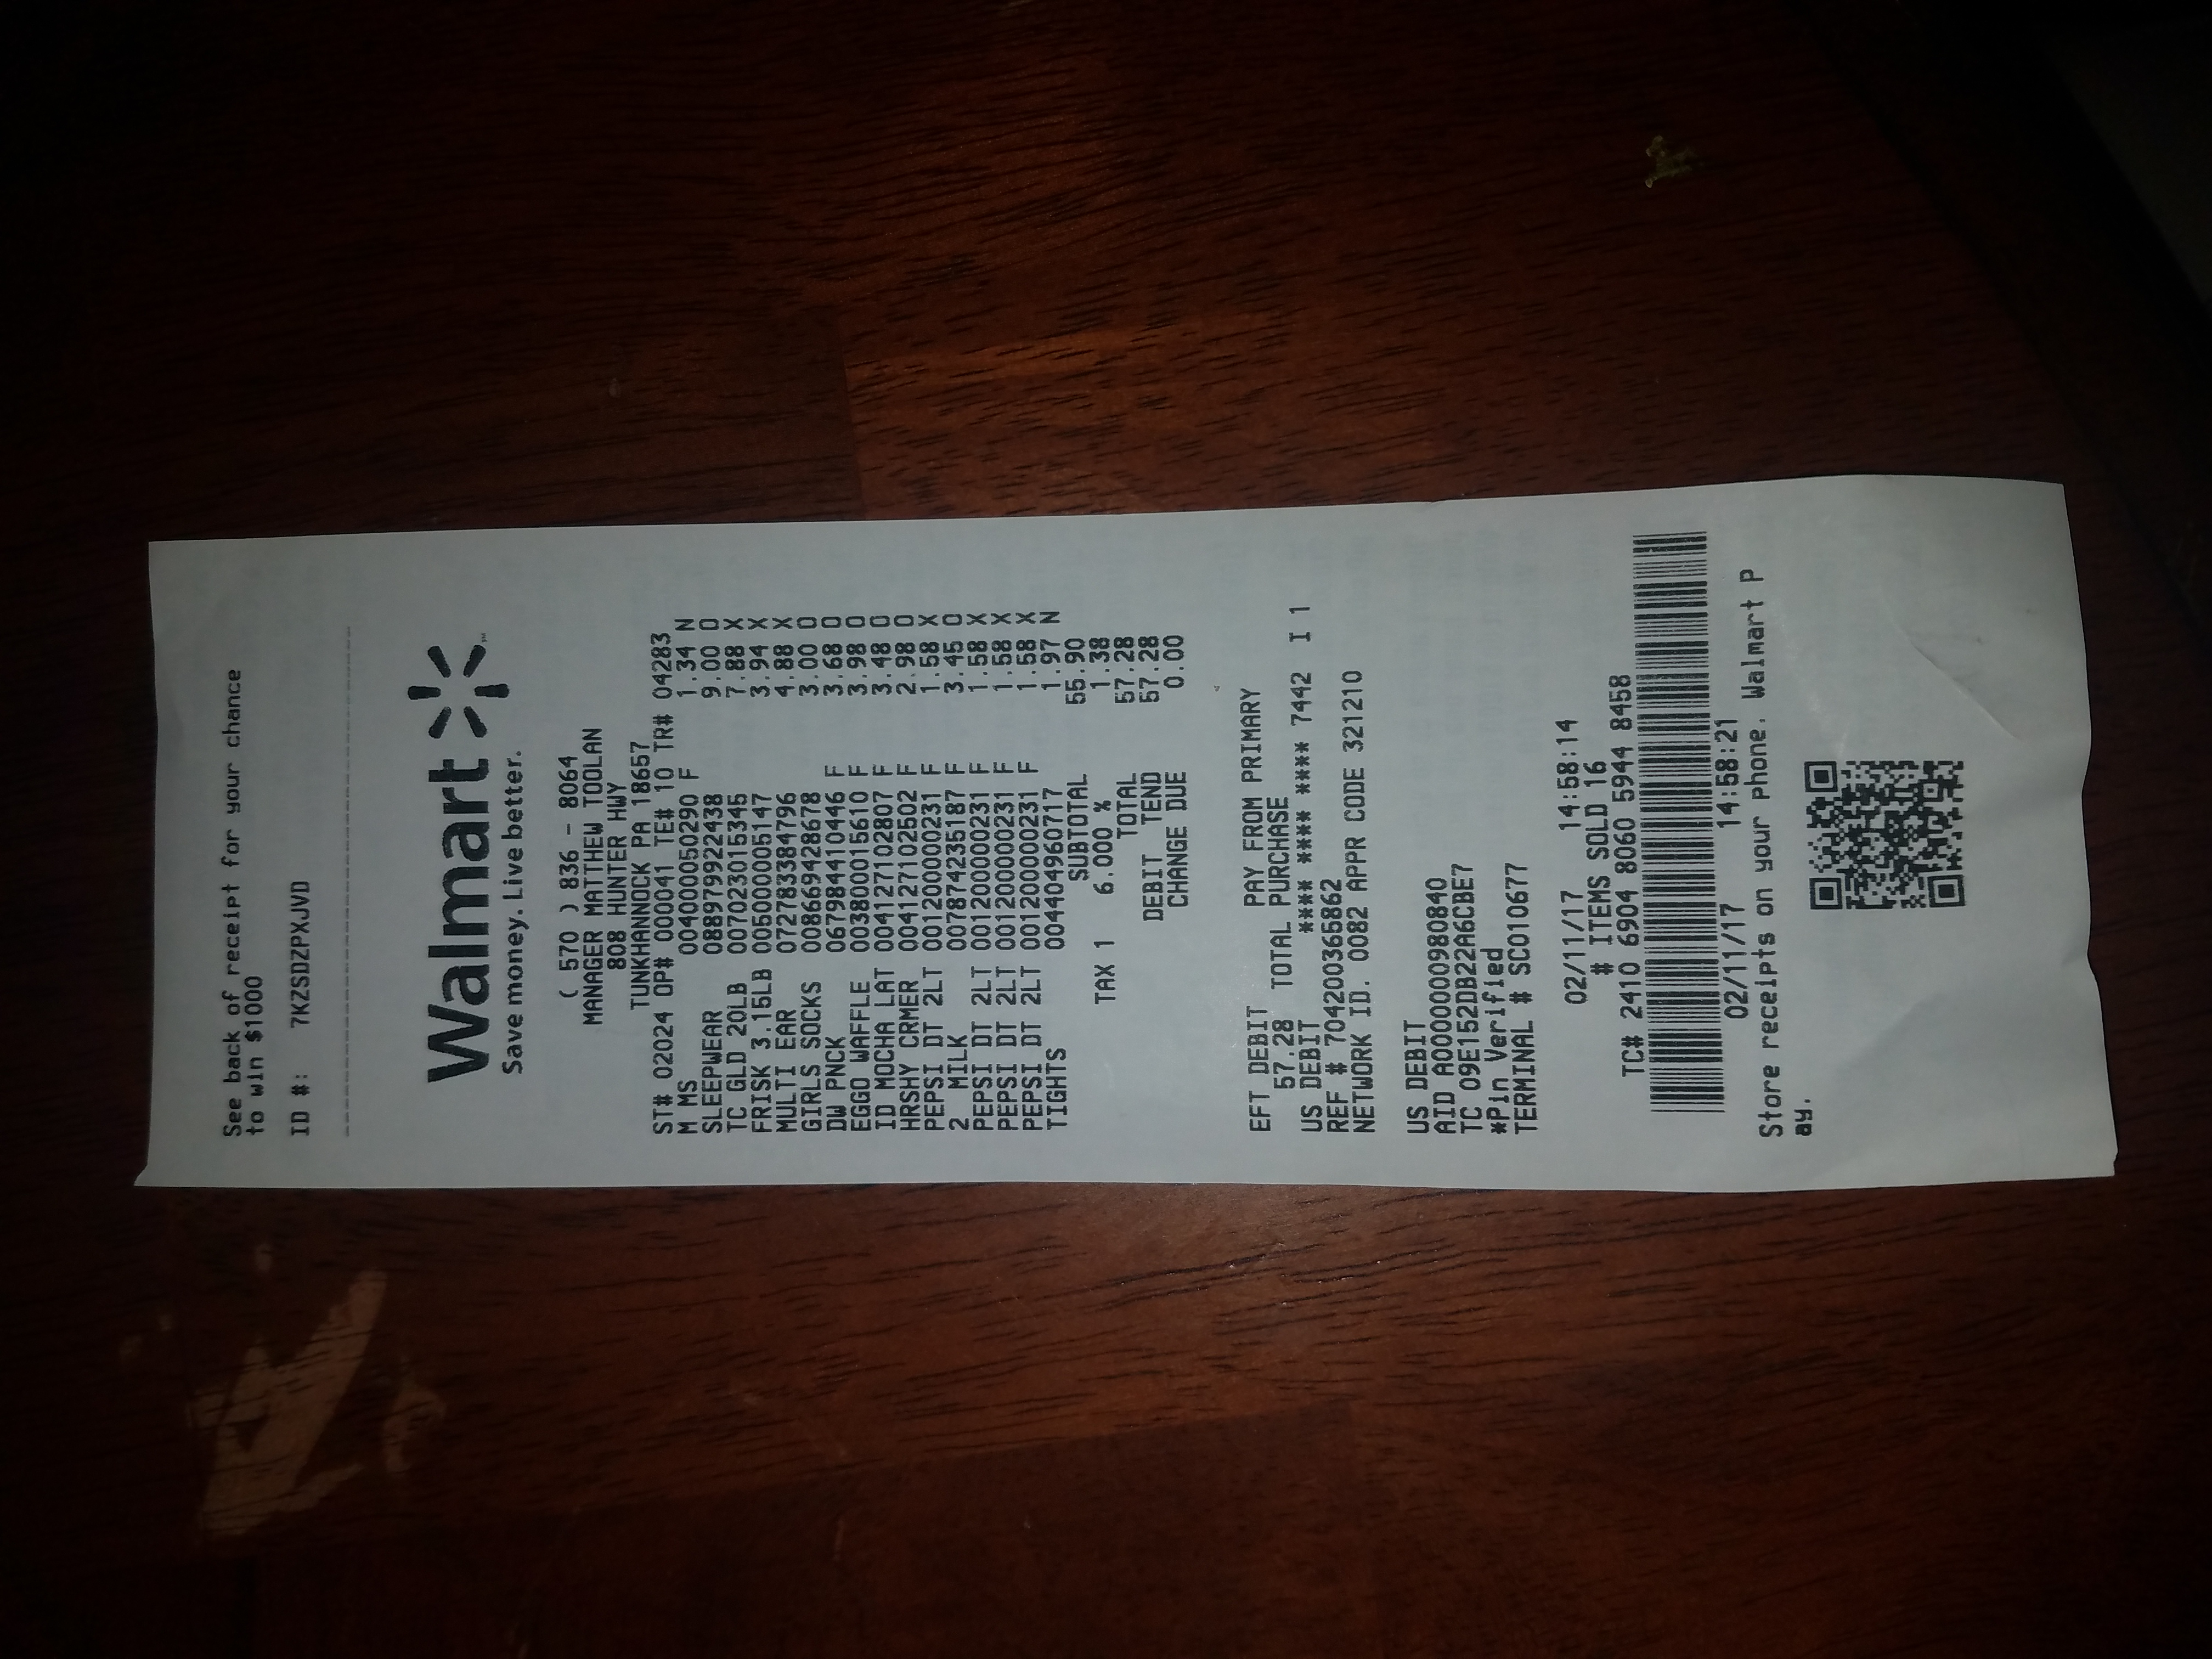 See back of receipt for your chance
to win $1000
ID #: 7KZSDZPXJVD
Walmart
Save money. Live better.
( 570 ) 836 - 8064
MANAGER MATTHEW TOOLAN
808 HUNTER HWY
TUNKHANNOCK PA 18657
ST# 02024 OP# 000041 TE# 10 TR# 04283
M MS 004000050290 F 1.34 N
SLEEPWEAR 088979922438 9.00 O
TC GLD 20LB 007023015345 7.88 X
FRISK 3.15LB 005000005147 3.94 X
MULTI EAR 072783384796 4.88 X
GIRLS SOCKS 008669428678 3.00 O
DW PNCK 067984410446 F 3.68 O
EGGO WAFFLE 003800015610 F 3.98 O
ID MOCHA LAT 004127102807 F 3.48 O
HRSHY CRMER 004127102502 F 2.98 O
PEPSI DT 2LT 001200000231 F 1.58 X
2 MILK 007874235187 F 3.45 O
PEPSI DT 2LT 001200000231 F 1.58 X
PEPSI DT 2LT 001200000231 F 1.58 X
PEPSI DT 2LT 001200000231 F 1.58 X
TIGHTS 004404960717 1.97 N
SUBTOTAL 55.90
TAX 1 6.000 % 1.38
TOTAL 57.28
DEBIT TEND 57.28
CHANGE DUE 0.00
EFT DEBIT PAY FROM PRIMARY
57.28 TOTAL PURCHASE
US DEBIT **** **** **** 7442 I 1
REF # 704200365862
NETWORK ID. 0082 APPR CODE 321210
US DEBIT
AID A0000000980840
TC 09E152DB22A6CBE7
*Pin Verified
TERMINAL # SC010677
02/11/17 14:58:14
# ITEMS SOLD 16
TC# 2410 6904 8060 5944 8458
02/11/17 14:58:21
Store receipts on your phone. Walmart P
ay.